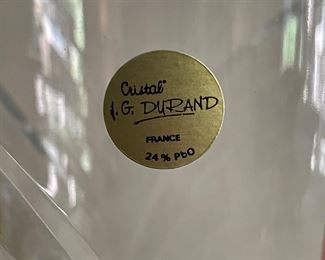 Cristal
J. G. DURAND
FRANCE
24% PbO